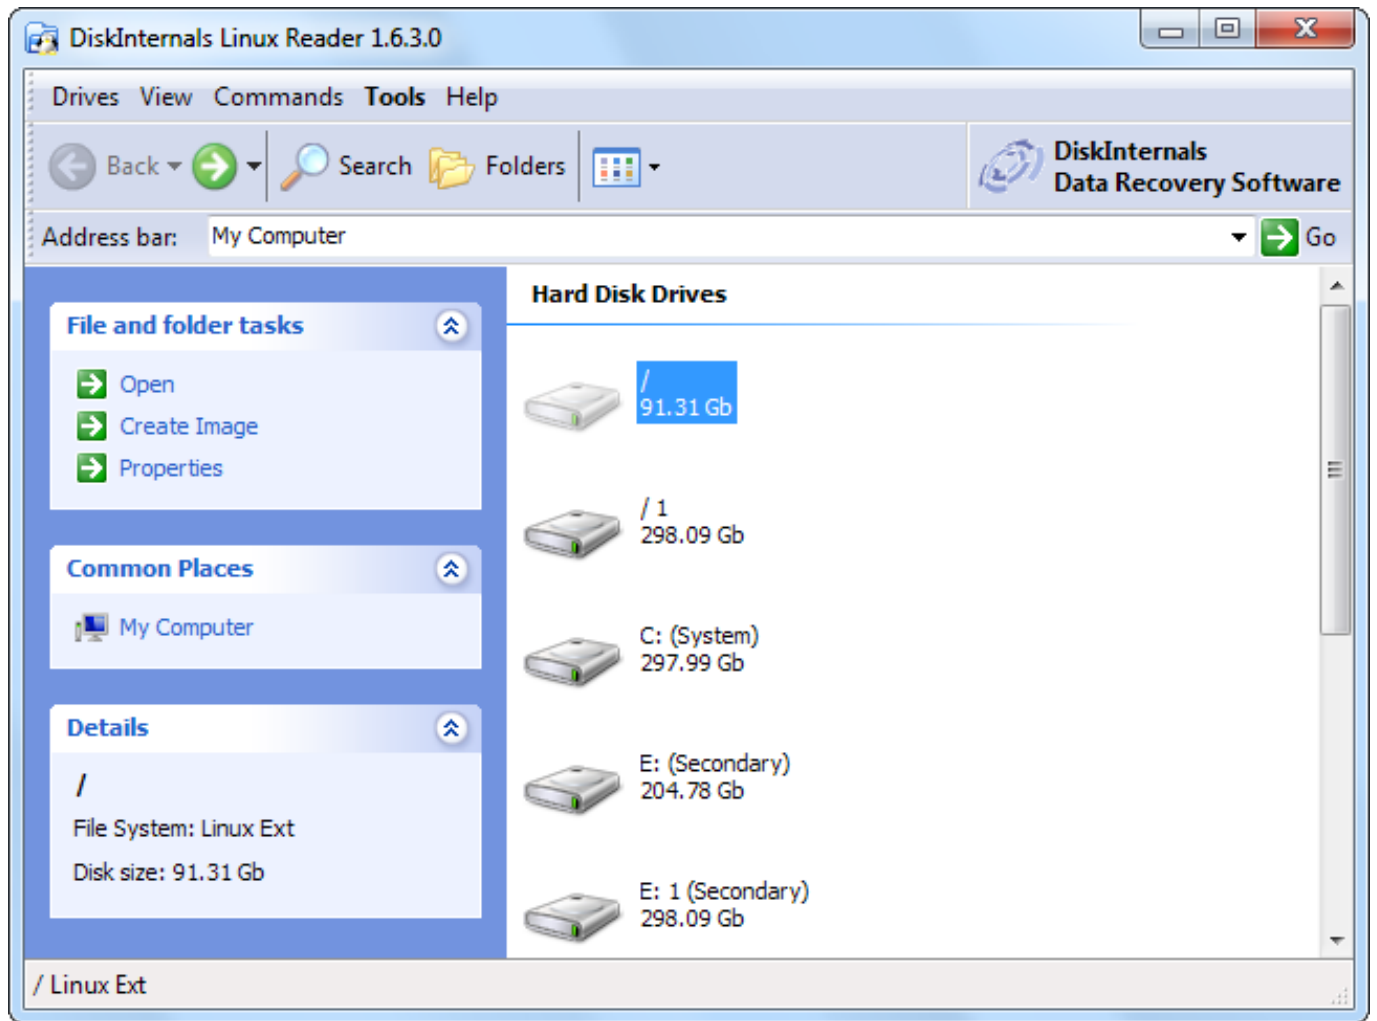 DiskInternals Linux Reader 1.6.3.0
Drives View Commands Tools Help
Back Search Folders
DiskInternals
Data Recovery Software
Address bar: My Computer Go
File and folder tasks
Open
Create Image
Properties
Common Places
My Computer
Details
/
File System: Linux Ext
Disk size: 91.31 Gb
Hard Disk Drives
/
91.31 Gb
/ 1
298.09 Gb
C: (System)
297.99 Gb
E: (Secondary)
204.78 Gb
E: 1 (Secondary)
298.09 Gb
/ Linux Ext